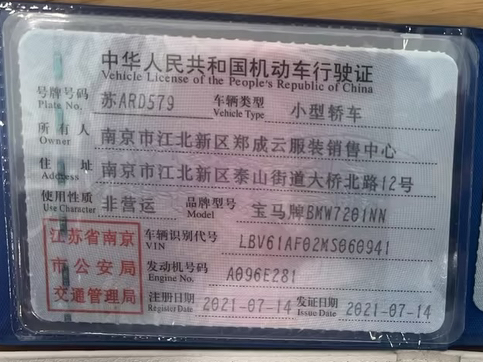 中华人民共和国机动车行驶证
Vehicle License of the People's Republic of China
号牌号码 苏ARD579 车辆类型 小型轿车
Plate No. Vehicle Type
所有人 南京市江北新区郑成云服装销售中心
Owner
住址 南京市江北新区泰山街道大桥北路12号
Address
使用性质 非营运 品牌型号 宝马牌BMW7201NN
Use Character Model
江苏省南京
市公安局
交通管理局
车辆识别代号 LBV61AF02MS060941
VIN
发动机号码 A096E281
Engine No.
注册日期 2021-07-14 发证日期 2021-07-14
Register Date Issue Date